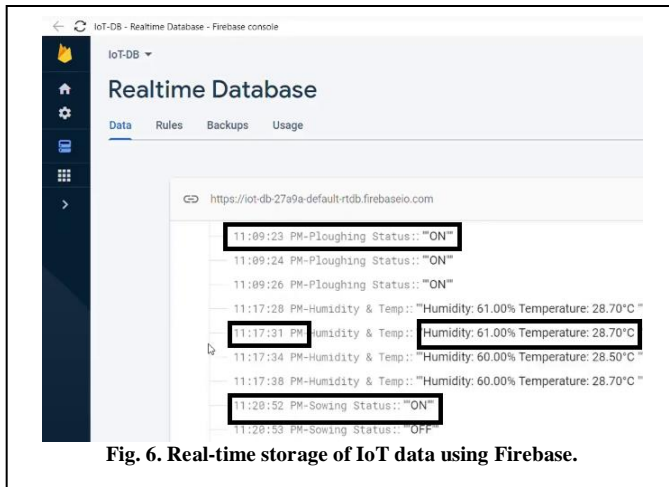 IoT-DB - Realtime Database - Firebase console
IoT-DB
Realtime Database
Data Rules Backups Usage
https://iot-db-27a9a-default-rtdb.firebaseio.com
11:09:23 PM-Ploughing Status:: ""ON""
11:09:24 PM-Ploughing Status:: ""ON""
11:09:26 PM-Ploughing Status:: ""ON""
11:17:28 PM-Humidity & Temp:: ""Humidity: 61.00% Temperature: 28.70°C "
11:17:31 PM-Humidity & Temp:: "Humidity: 61.00% Temperature: 28.70°C
11:17:34 PM-Humidity & Temp:: ""Humidity: 60.00% Temperature: 28.50°C "
11:17:38 PM-Humidity & Temp:: ""Humidity: 60.00% Temperature: 28.70°C "
11:20:52 PM-Sowing Status:: ""ON""
11:20:53 PM-Sowing Status:: ""OFF""
Fig. 6. Real-time storage of IoT data using Firebase.